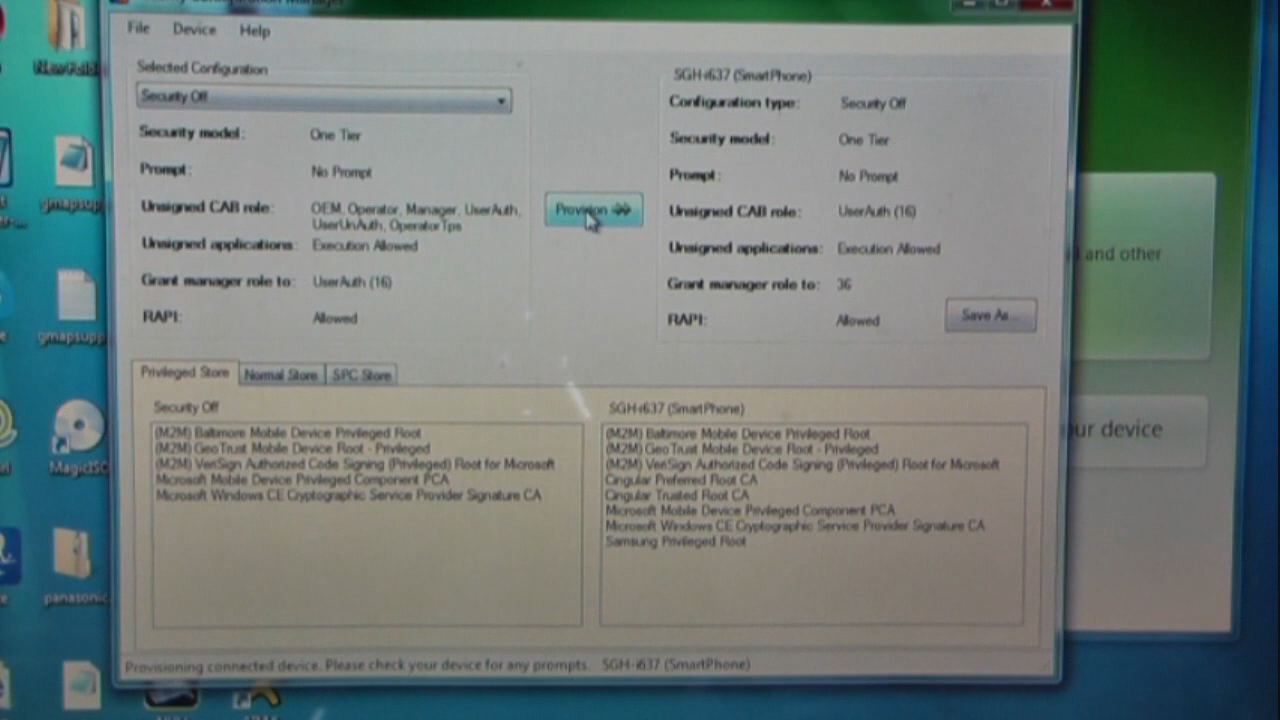 File Device Help
Selected Configuration
Security Off
Security model: One Tier
Prompt: No Prompt
Unsigned CAB role: OEM, Operator, Manager, UserAuth,
UserUnAuth, OperatorTps
Unsigned applications: Execution Allowed
Grant manager role to: UserAuth (16)
RAPI: Allowed
Provision
SGH-i637 (SmartPhone)
Configuration type: Security Off
Security model: One Tier
Prompt: No Prompt
Unsigned CAB role: UserAuth (16)
Unsigned applications: Execution Allowed
Grant manager role to: 36
RAPI: Allowed
Save As...
Privileged Store Normal Store SPC Store
Security Off
(M2M) Baltimore Mobile Device Privileged Root
(M2M) GeoTrust Mobile Device Root - Privileged
(M2M) VeriSign Authorized Code Signing (Privileged) Root for Microsoft
Microsoft Mobile Device Privileged Component PCA
Microsoft Windows CE Cryptographic Service Provider Signature CA
SGH-i637 (SmartPhone)
(M2M) Baltimore Mobile Device Privileged Root
(M2M) GeoTrust Mobile Device Root - Privileged
(M2M) VeriSign Authorized Code Signing (Privileged) Root for Microsoft
Cingular Preferred Root CA
Cingular Trusted Root CA
Microsoft Mobile Device Privileged Component PCA
Microsoft Windows CE Cryptographic Service Provider Signature CA
Samsung Privileged Root
Provisioning connected device. Please check your device for any prompts. SGH-i637 (SmartPhone)
and other
ur device
New Fold
gmapsupp
gmapsupp
MagicISO
panasonic